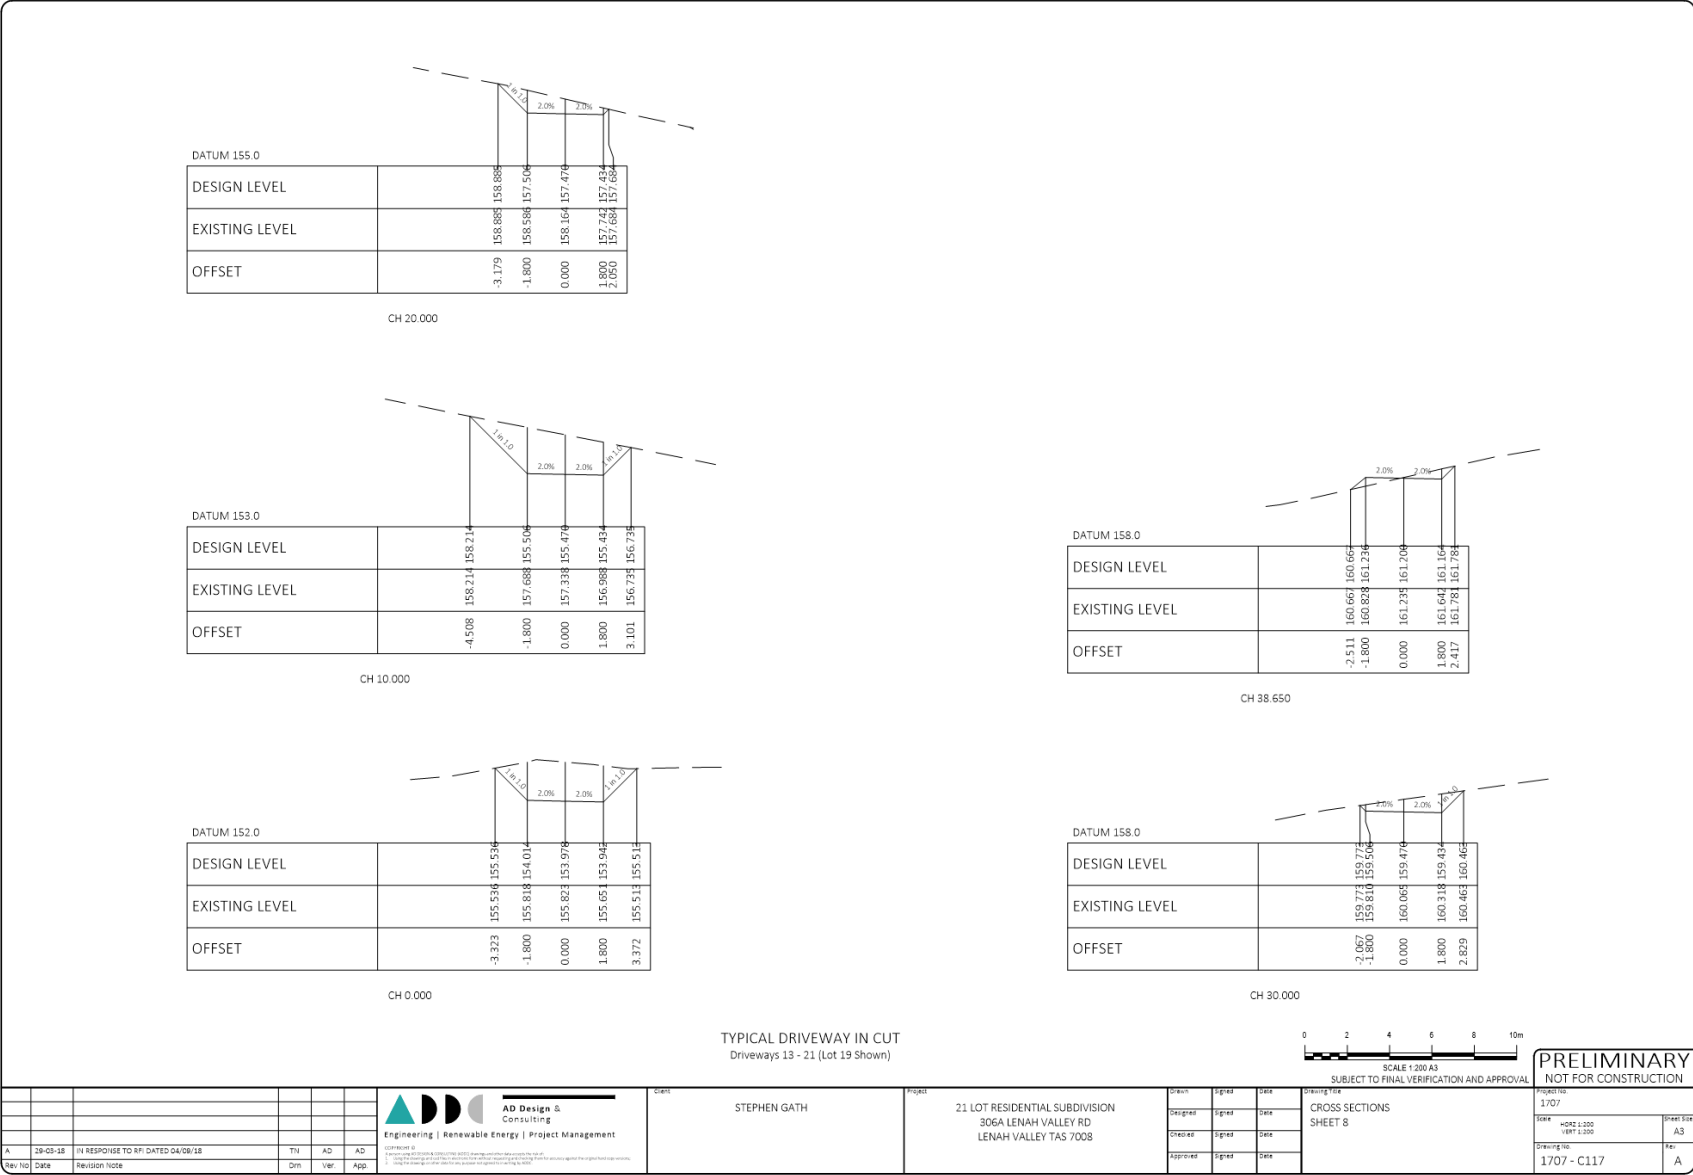 1 in 1.0
2.0%
2.0%
DATUM 155.0
DESIGN LEVEL
158.885
157.506
157.470
157.434
157.684
EXISTING LEVEL
158.885
158.586
158.164
157.742
157.684
OFFSET
-3.179
-1.800
0.000
1.800
2.050
CH 20.000
1 in 1.0
2.0%
2.0%
1 in 1.0
DATUM 153.0
DESIGN LEVEL
158.214
155.506
155.470
155.434
156.735
EXISTING LEVEL
158.214
157.688
157.338
156.988
156.735
OFFSET
-4.508
-1.800
0.000
1.800
3.101
CH 10.000
2.0%
2.0%
DATUM 158.0
DESIGN LEVEL
160.667
161.236
161.200
161.164
161.781
EXISTING LEVEL
160.667
160.828
161.235
161.642
161.781
OFFSET
-2.511
-1.800
0.000
1.800
2.417
CH 38.650
1 in 1.0
2.0%
2.0%
1 in 1.0
DATUM 152.0
DESIGN LEVEL
155.536
154.014
153.978
153.942
155.513
EXISTING LEVEL
155.536
155.818
155.823
155.651
155.513
OFFSET
-3.323
-1.800
0.000
1.800
3.372
CH 0.000
2.0%
2.0%
1 in 1.0
DATUM 158.0
DESIGN LEVEL
159.773
159.506
159.470
159.434
160.463
EXISTING LEVEL
159.773
159.810
160.065
160.318
160.463
OFFSET
-2.067
-1.800
0.000
1.800
2.829
CH 30.000
TYPICAL DRIVEWAY IN CUT
Driveways 13 - 21 (Lot 19 Shown)
0 2 4 6 8 10m
SCALE 1:200 A3
SUBJECT TO FINAL VERIFICATION AND APPROVAL
PRELIMINARY
NOT FOR CONSTRUCTION
A 29-03-18 IN RESPONSE TO RFI DATED 04/09/18 TN AD AD
Rev No Date Revision Note Drn Ver. App.
ADDC
AD Design &
Consulting
Engineering | Renewable Energy | Project Management
COPYRIGHT ©
Client
STEPHEN GATH
Project
21 LOT RESIDENTIAL SUBDIVISION
306A LENAH VALLEY RD
LENAH VALLEY TAS 7008
Drawn Signed Date
Designed Signed Date
Checked Signed Date
Approved Signed Date
Drawing Title
CROSS SECTIONS
SHEET 8
Project No.
1707
Scale
HORZ 1:200
VERT 1:200
Sheet Size
A3
Drawing No.
1707 - C117
Rev
A